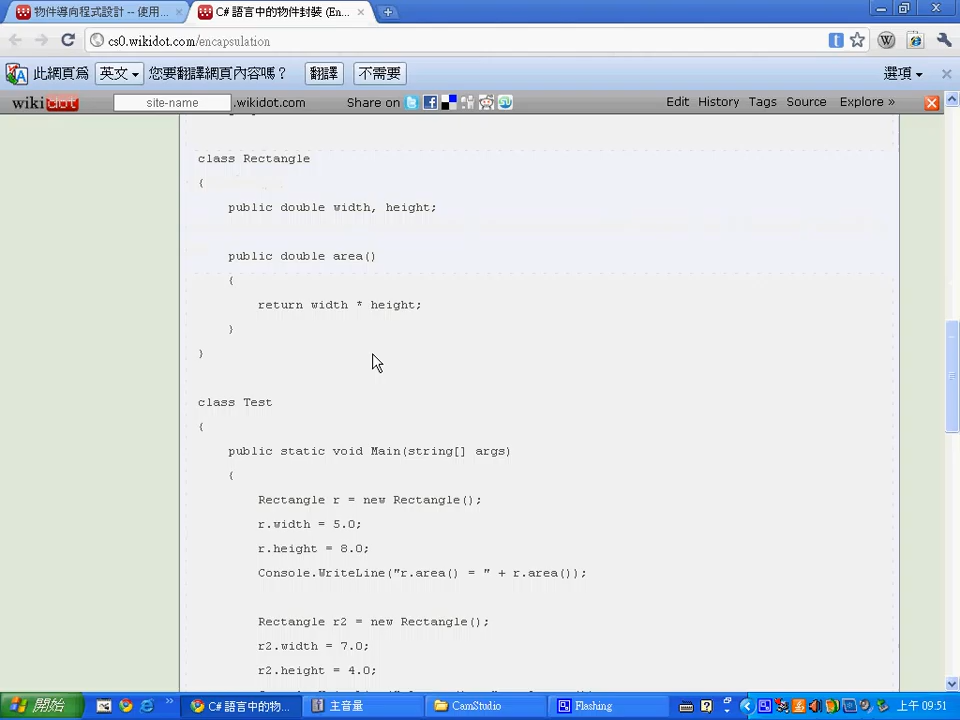 物件導向程式設計 -- 使用...
C# 語言中的物件封裝 (En...
cs0.wikidot.com/encapsulation
此網頁為 英文 您要翻譯網頁內容嗎？ 翻譯 不需要 選項
wikidot site-name .wikidot.com Share on Edit History Tags Source Explore »
class Rectangle
{
public double width, height;
public double area()
{
return width * height;
}
}
class Test
{
public static void Main(string[] args)
{
Rectangle r = new Rectangle();
r.width = 5.0;
r.height = 8.0;
Console.WriteLine("r.area() = " + r.area());
Rectangle r2 = new Rectangle();
r2.width = 7.0;
r2.height = 4.0;
開始 C# 語言中的物... 主音量 CamStudio Flashing 上午 09:51